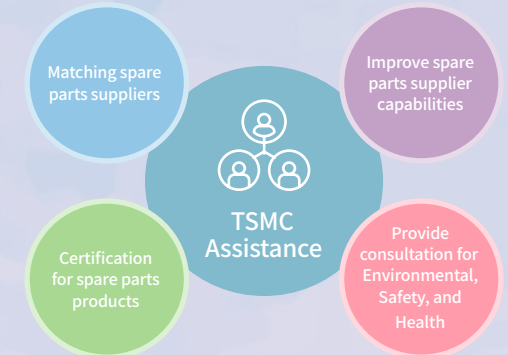 Matching spare
parts suppliers
Improve spare
parts supplier
capabilities
TSMC
Assistance
Certification
for spare parts
products
Provide
consultation for
Environmental,
Safety, and
Health